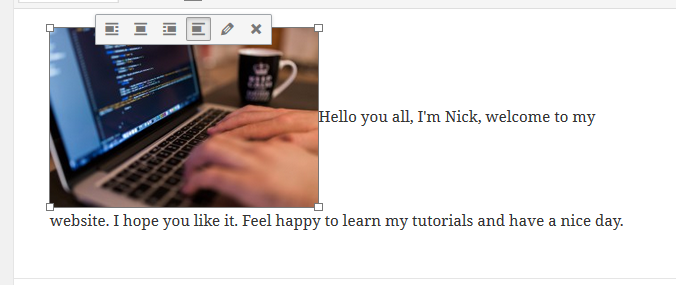 Hello you all, I'm Nick, welcome to my
website. I hope you like it. Feel happy to learn my tutorials and have a nice day.